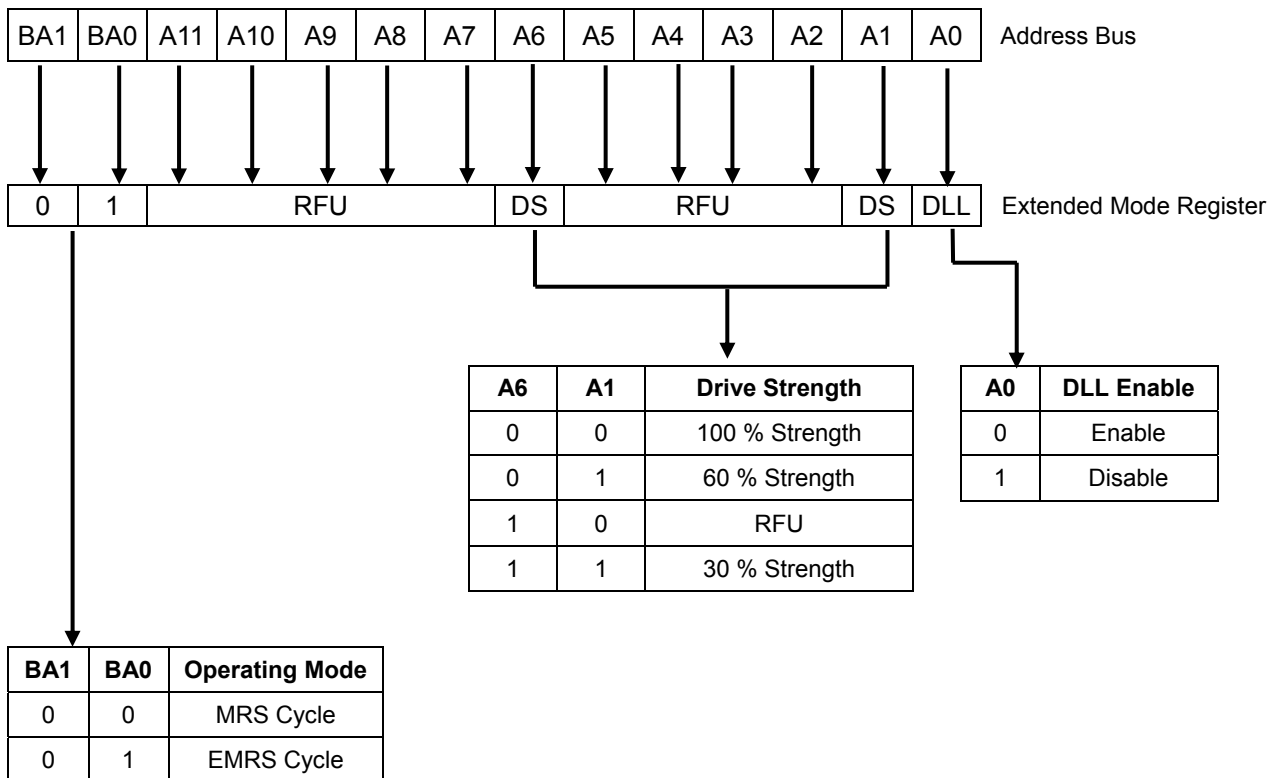 BA1 BA0 A11 A10 A9 A8 A7 A6 A5 A4 A3 A2 A1 A0 Address Bus
0 1 RFU DS RFU DS DLL Extended Mode Register
A6 A1 Drive Strength
0 0 100 % Strength
0 1 60 % Strength
1 0 RFU
1 1 30 % Strength
A0 DLL Enable
0 Enable
1 Disable
BA1 BA0 Operating Mode
0 0 MRS Cycle
0 1 EMRS Cycle